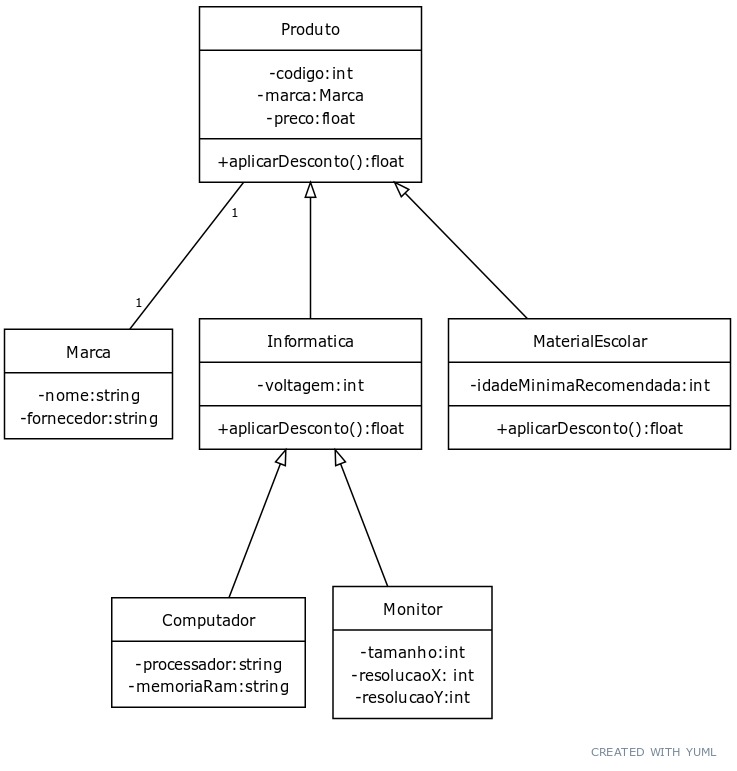 Produto
-codigo:int
-marca:Marca
-preco:float
+aplicarDesconto():float
1
1
Marca
-nome:string
-fornecedor:string
Informatica
-voltagem:int
+aplicarDesconto():float
MaterialEscolar
-idadeMinimaRecomendada:int
+aplicarDesconto():float
Computador
-processador:string
-memoriaRam:string
Monitor
-tamanho:int
-resolucaoX: int
-resolucaoY:int
CREATED WITH YUML